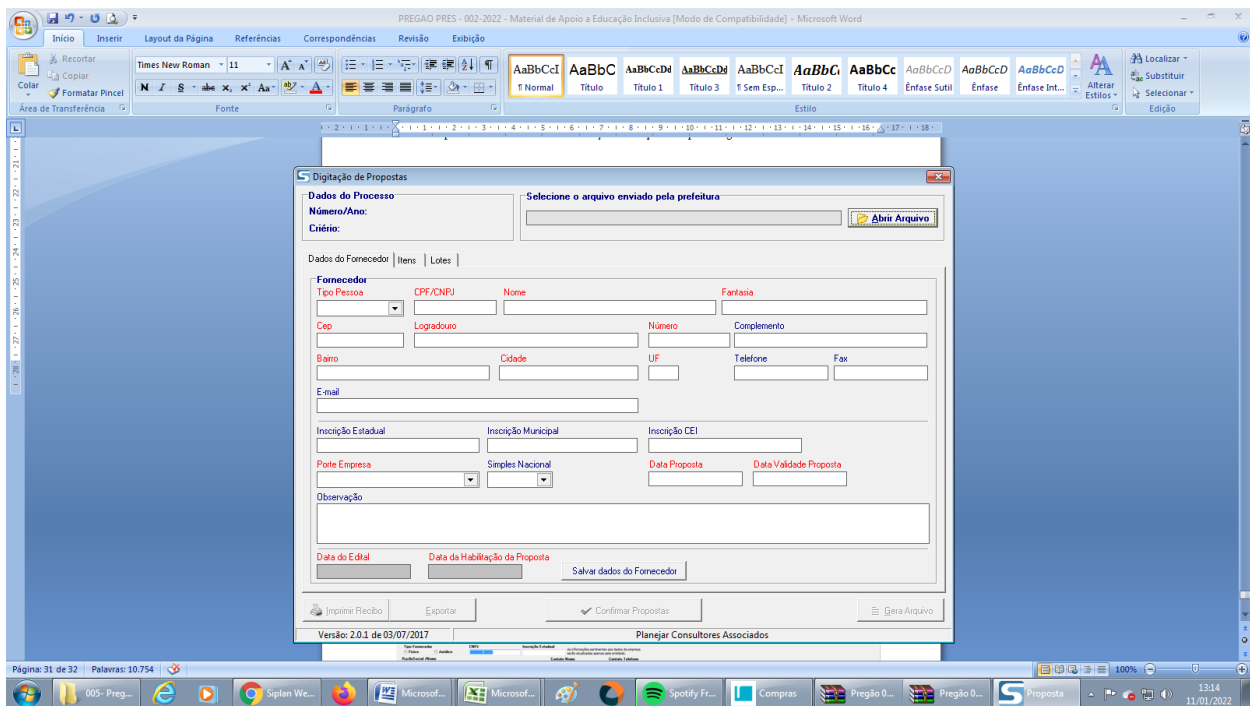 PREGAO PRES - 002-2022 - Material de Apoio a Educação Inclusiva [Modo de Compatibilidade] - Microsoft Word
Início Inserir Layout da Página Referências Correspondências Revisão Exibição
Colar
Recortar
Copiar
Formatar Pincel
Área de Transferência
Times New Roman 11
N I S abc x, x² Aa
Fonte
Parágrafo
AaBbCcI AaBbC AaBbCcDd AaBbCcDd AaBbCcI AaBbC AaBbCc AaBbCcD AaBbCcD AaBbCcD
¶ Normal Título Título 1 Título 3 ¶ Sem Esp... Título 2 Título 4 Ênfase Sutil Ênfase Ênfase Int...
Estilo
Alterar Estilos
Localizar
Substituir
Selecionar
Edição
Digitação de Propostas
Dados do Processo
Número/Ano:
Criério:
Selecione o arquivo enviado pela prefeitura
Abrir Arquivo
Dados do Fornecedor Itens Lotes
Fornecedor
Tipo Pessoa CPF/CNPJ Nome Fantasia
Cep Logradouro Número Complemento
Bairro Cidade UF Telefone Fax
E-mail
Inscrição Estadual Inscrição Municipal Inscrição CEI
Porte Empresa Simples Nacional Data Proposta Data Validade Proposta
Observação
Data do Edital Data da Habilitação da Proposta
Salvar dados do Fornecedor
Imprimir Recibo Exportar Confirmar Propostas Gera Arquivo
Versão: 2.0.1 de 03/07/2017 Planejar Consultores Associados
Página: 31 de 32 Palavras: 10.754 100%
005- Preg... Siplan We... Microsof... Microsof... Spotify Fr... Compras Pregão 0... Pregão 0... Proposta
13:14
11/01/2022